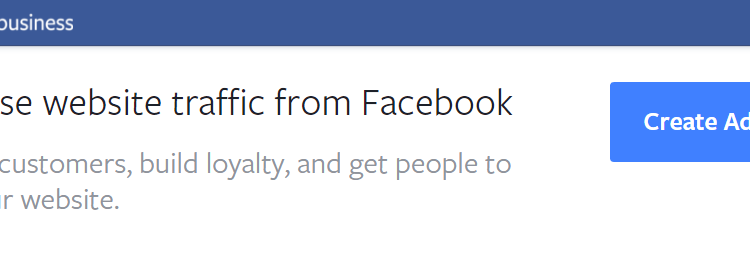 business
se website traffic from Facebook
Create Ad
customers, build loyalty, and get people to
r website.